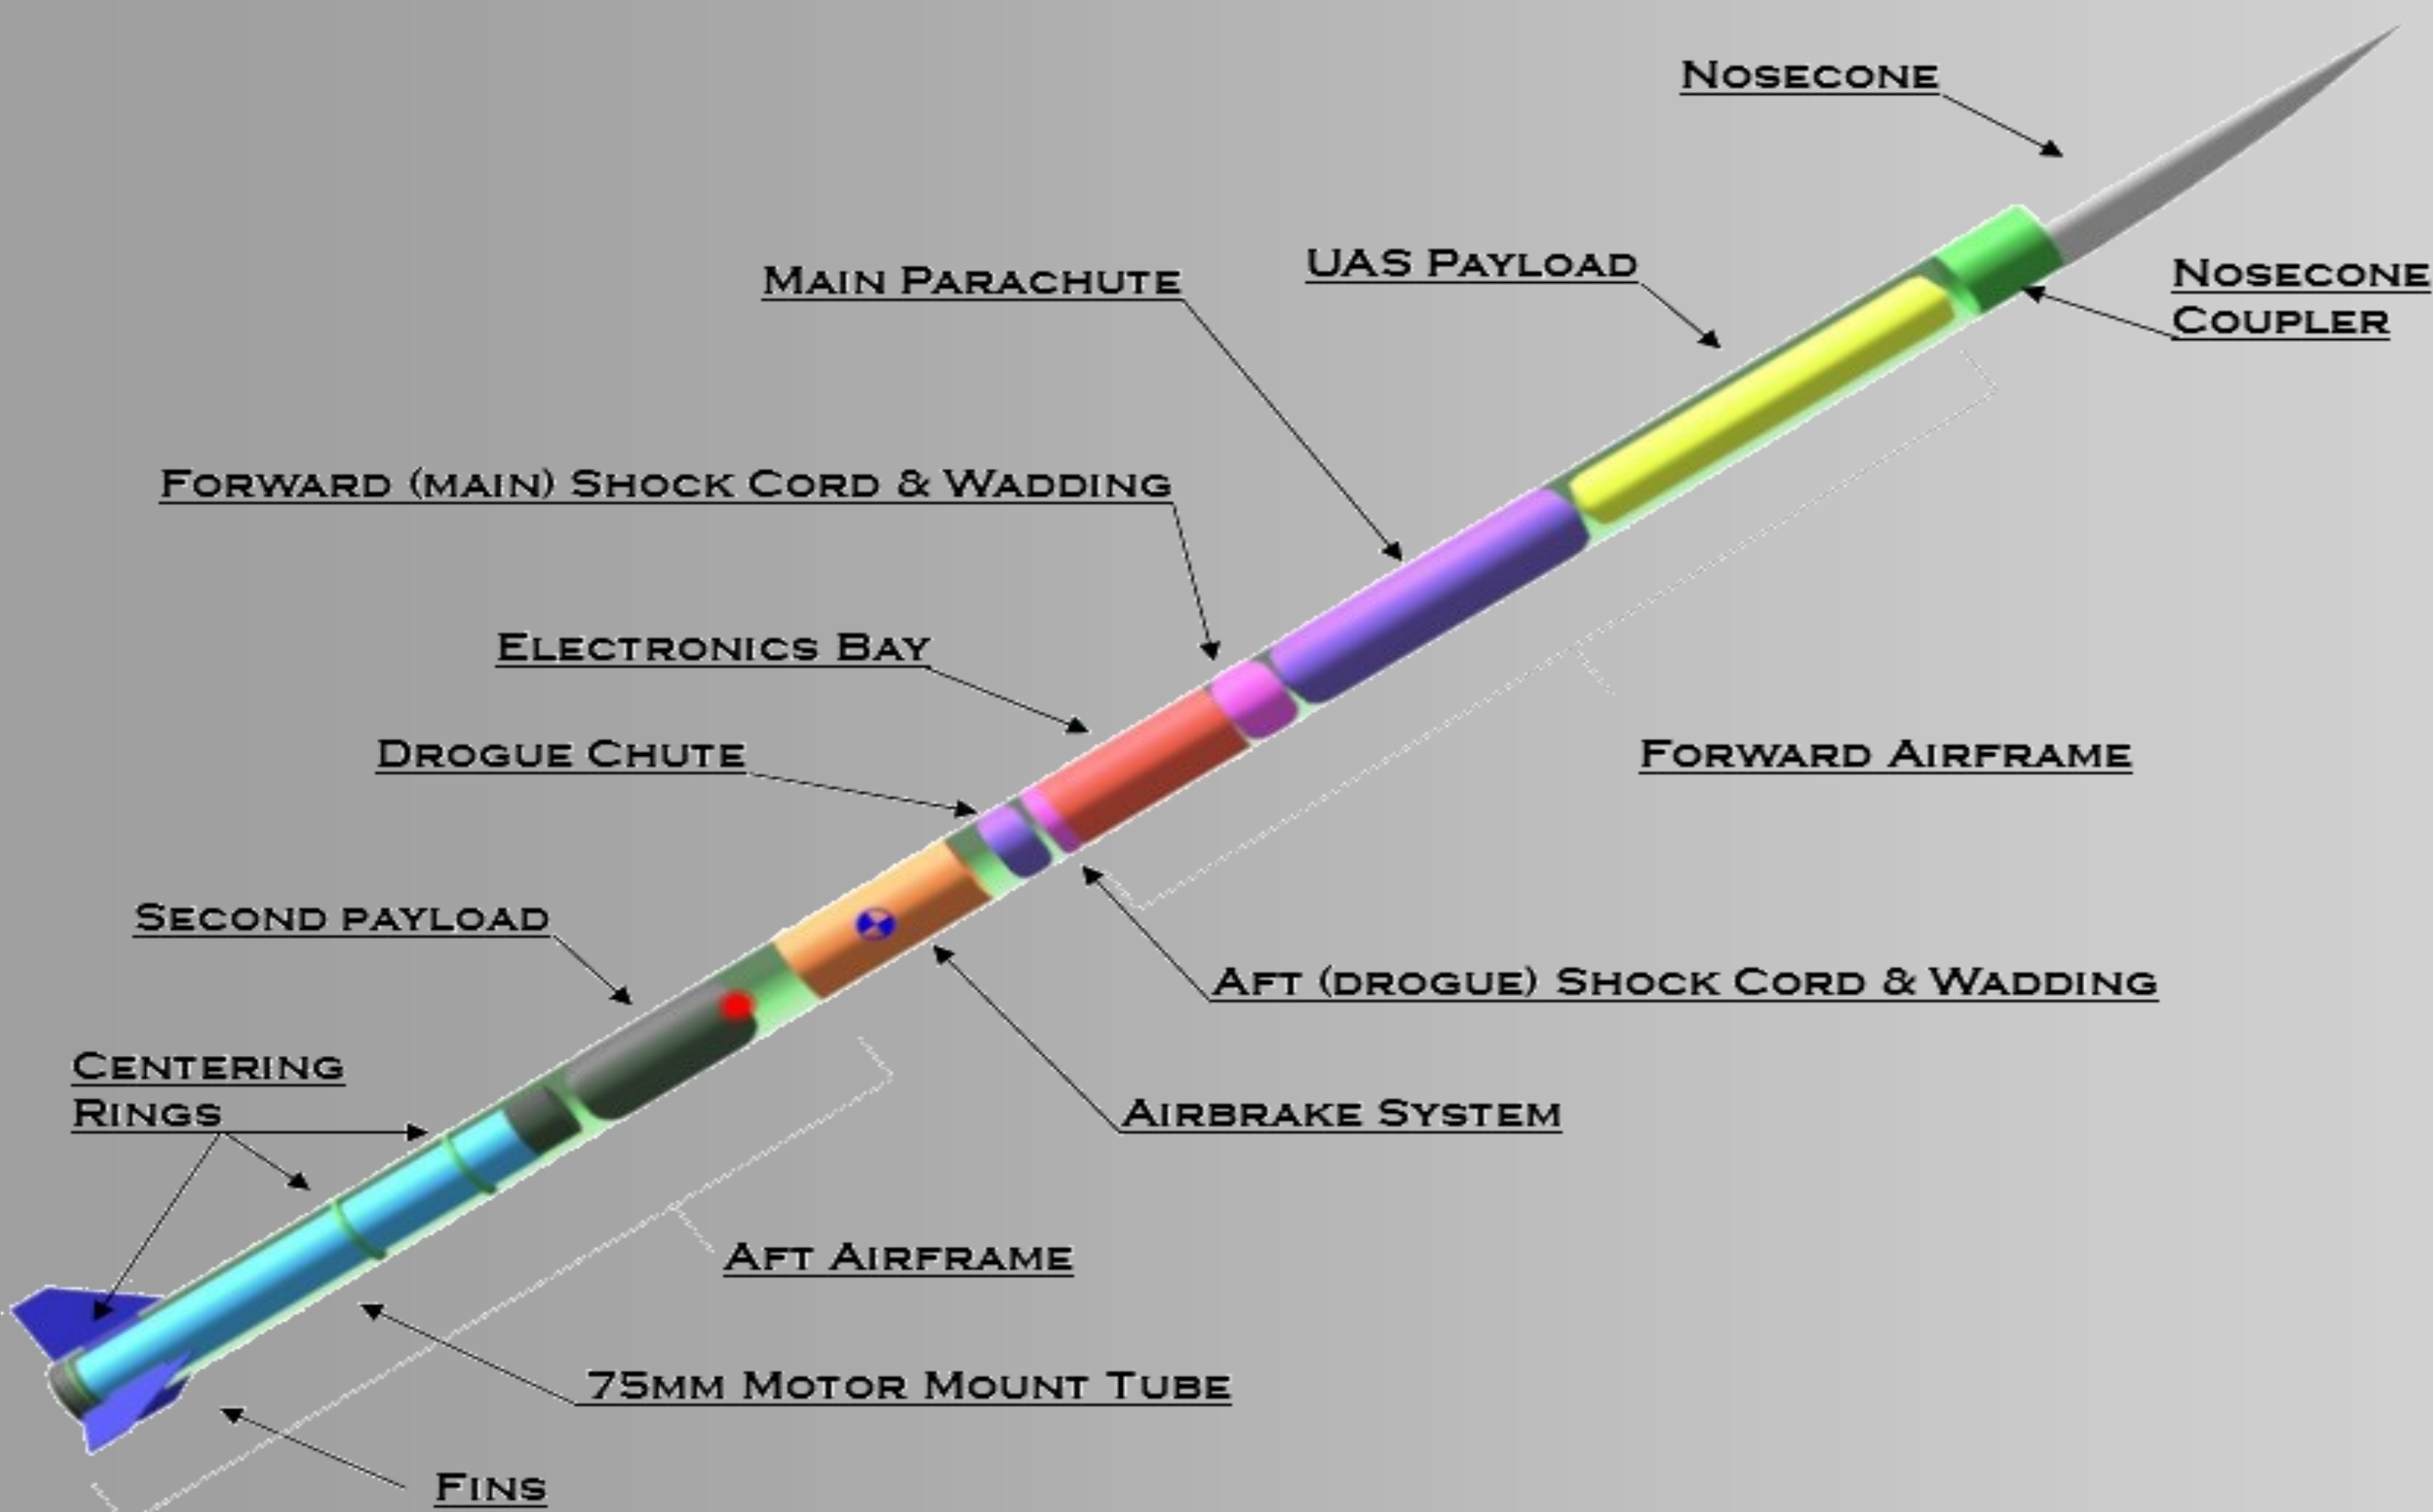 Nosecone
UAS Payload
Nosecone
Coupler
Main Parachute
Forward (main) Shock Cord & Wadding
Electronics Bay
Drogue Chute
Forward Airframe
Second payload
Aft (drogue) Shock Cord & Wadding
Centering
Rings
Airbrake System
Aft Airframe
75mm Motor Mount Tube
Fins